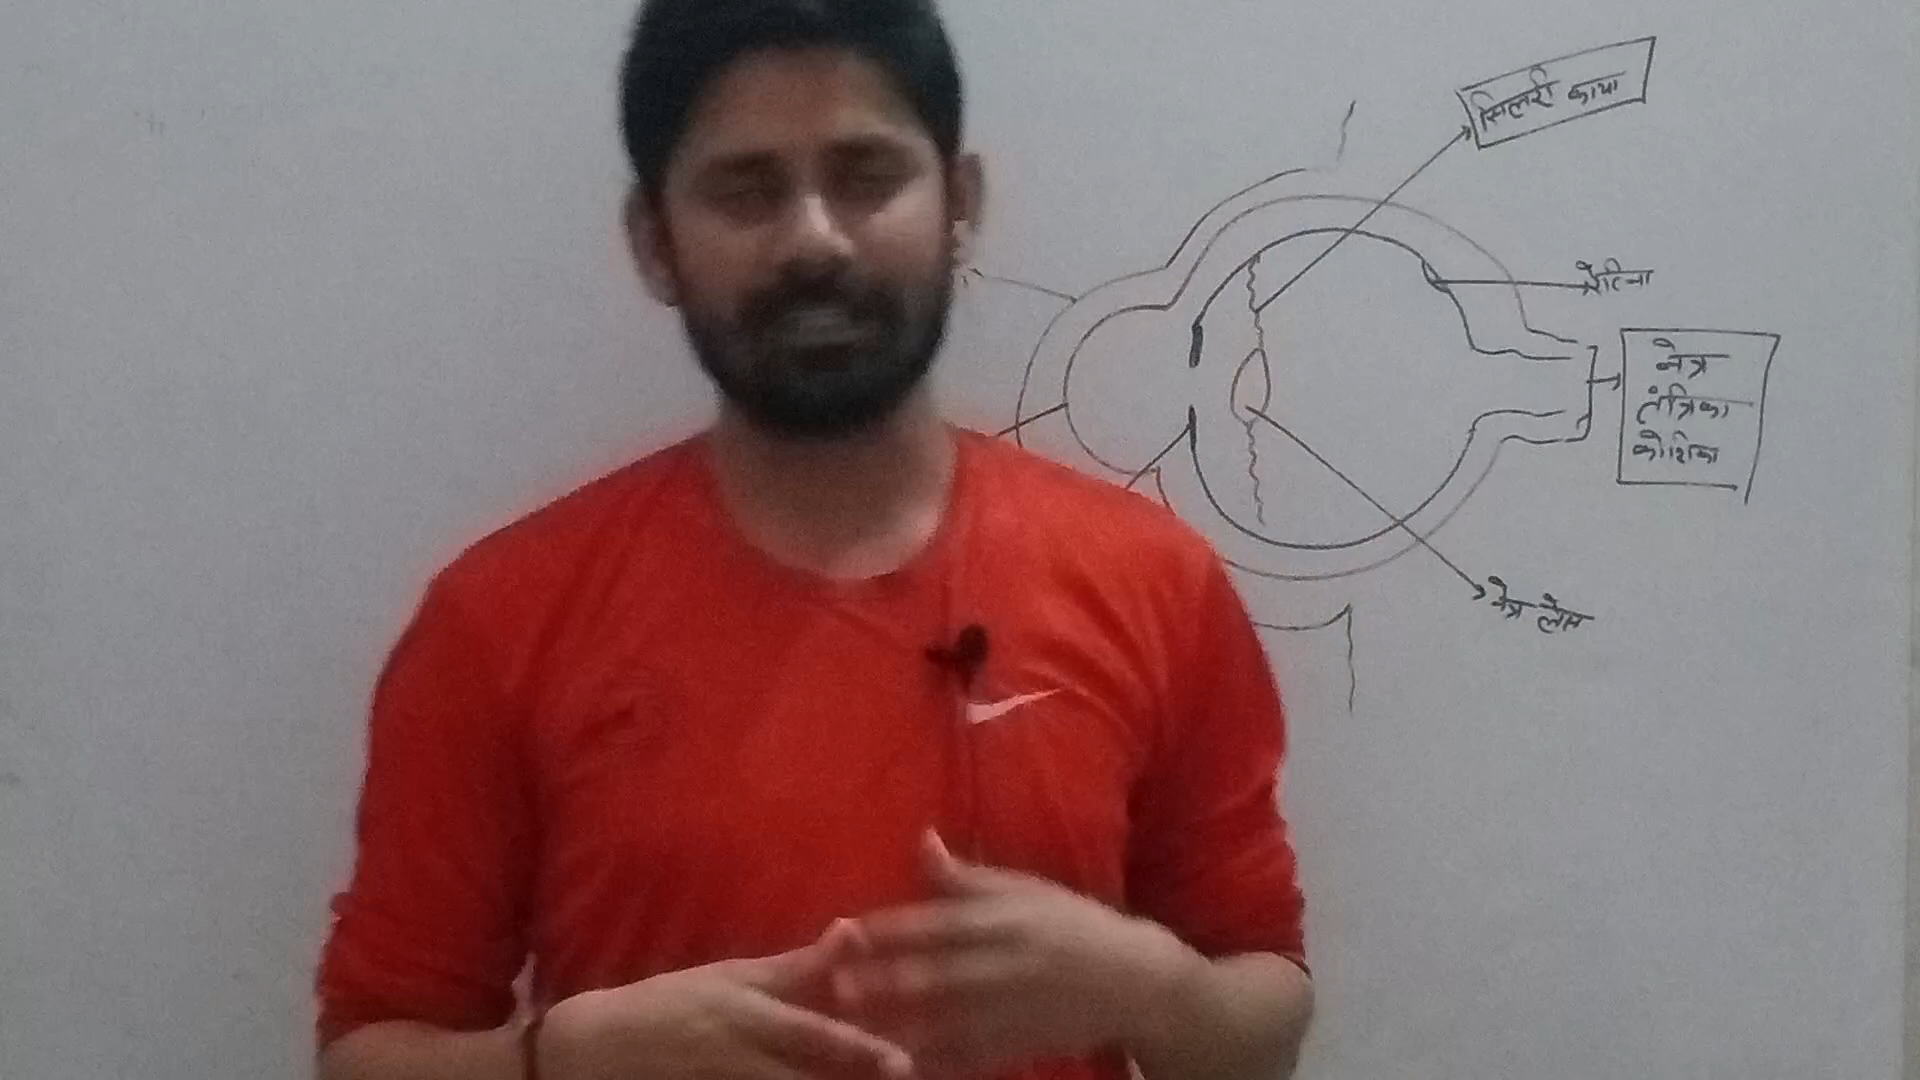 सिलरी काया
रेटिना
नेत्र
तंत्रिका
कोशिका
नेत्र लेंस